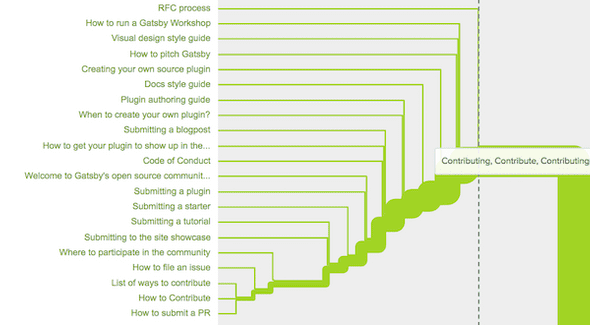 RFC process
How to run a Gatsby Workshop
Visual design style guide
How to pitch Gatsby
Creating your own source plugin
Docs style guide
Plugin authoring guide
When to create your own plugin?
Submitting a blogpost
How to get your plugin to show up in the...
Code of Conduct
Contributing, Contribute, Contributing
Welcome to Gatsby's open source communit...
Submitting a plugin
Submitting a starter
Submitting a tutorial
Submitting to the site showcase
Where to participate in the community
How to file an issue
List of ways to contribute
How to Contribute
How to submit a PR